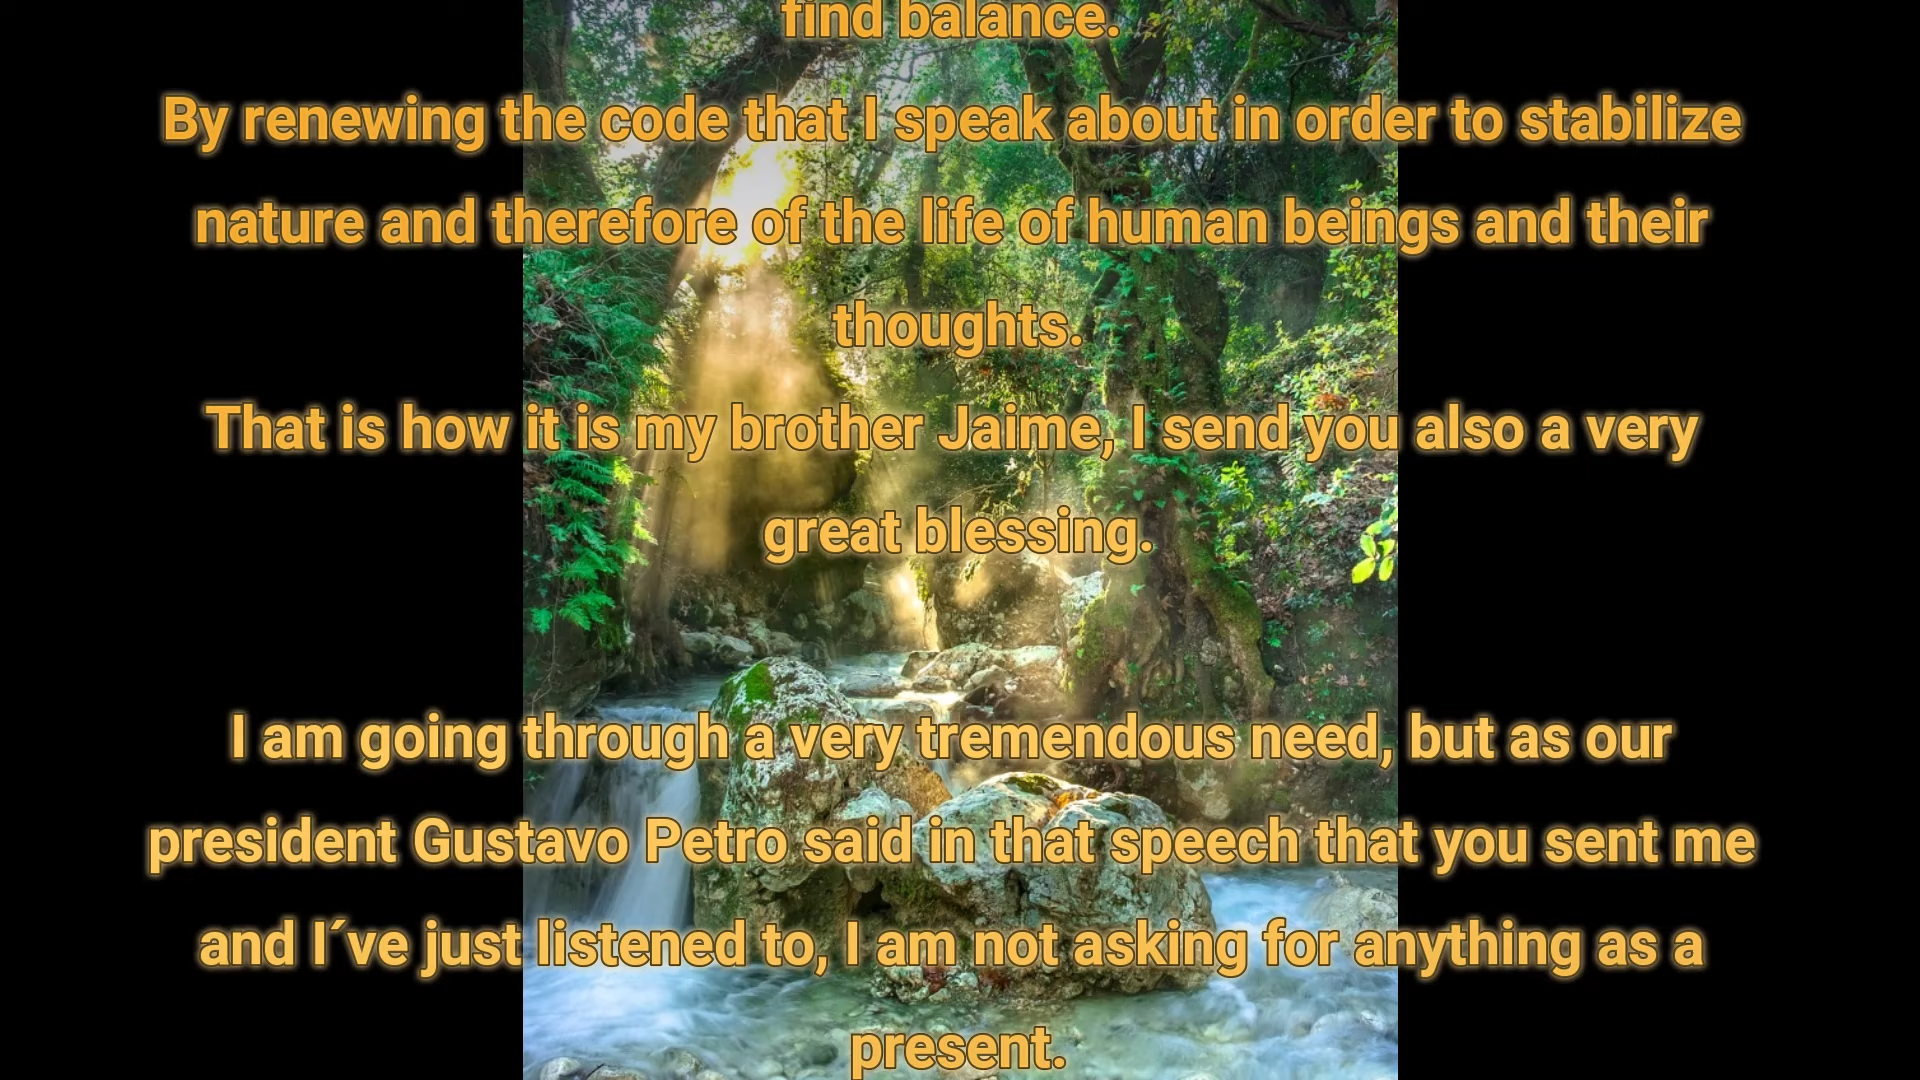 find balance.
By renewing the code that I speak about in order to stabilize
nature and therefore of the life of human beings and their
thoughts.
That is how it is my brother Jaime, I send you also a very
great blessing.
I am going through a very tremendous need, but as our
president Gustavo Petro said in that speech that you sent me
and I´ve just listened to, I am not asking for anything as a
present.